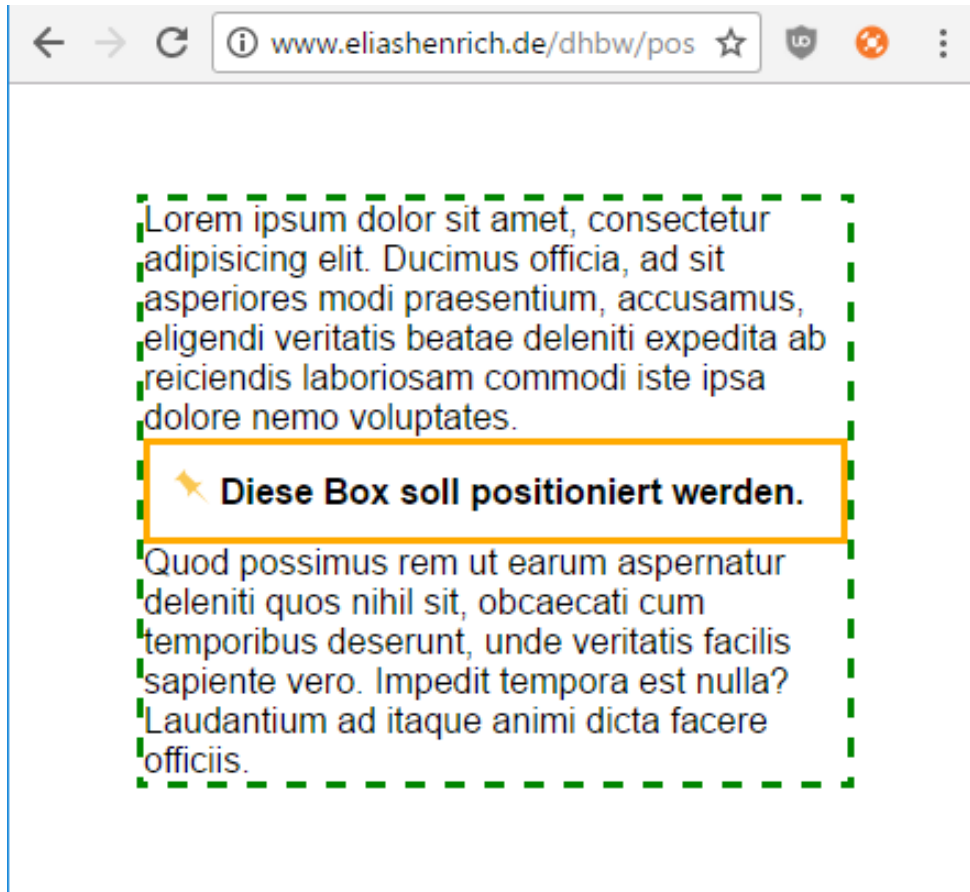 www.eliashenrich.de/dhbw/pos
Lorem ipsum dolor sit amet, consectetur
adipisicing elit. Ducimus officia, ad sit
asperiores modi praesentium, accusamus,
eligendi veritatis beatae deleniti expedita ab
reiciendis laboriosam commodi iste ipsa
dolore nemo voluptates.
Diese Box soll positioniert werden.
Quod possimus rem ut earum aspernatur
deleniti quos nihil sit, obcaecati cum
temporibus deserunt, unde veritatis facilis
sapiente vero. Impedit tempora est nulla?
Laudantium ad itaque animi dicta facere
officiis.